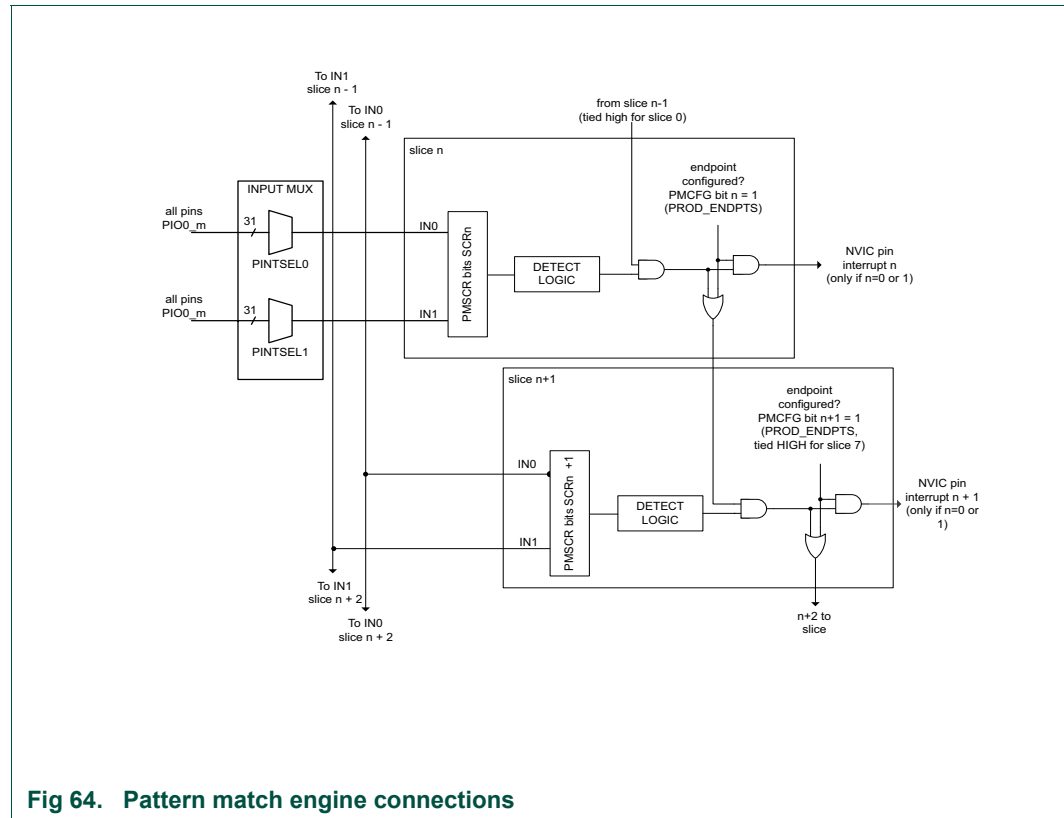 To IN1
slice n - 1
To IN0
slice n - 1
from slice n-1
(tied high for slice 0)
slice n
endpoint
configured?
PMCFG bit n = 1
(PROD_ENDPTS)
INPUT MUX
all pins
PIO0_m
31
PINTSEL0
IN0
PMSCR bits SCRn
DETECT
LOGIC
NVIC pin
interrupt n
(only if n=0 or 1)
all pins
PIO0_m
31
PINTSEL1
IN1
slice n+1
endpoint
configured?
PMCFG bit n+1 = 1
(PROD_ENDPTS,
tied HIGH for slice 7)
IN0
PMSCR bits SCRn +1
DETECT
LOGIC
NVIC pin
interrupt n + 1
(only if n=0 or
1)
IN1
To IN1
slice n + 2
To IN0
slice n + 2
n+2 to
slice
Fig 64. Pattern match engine connections